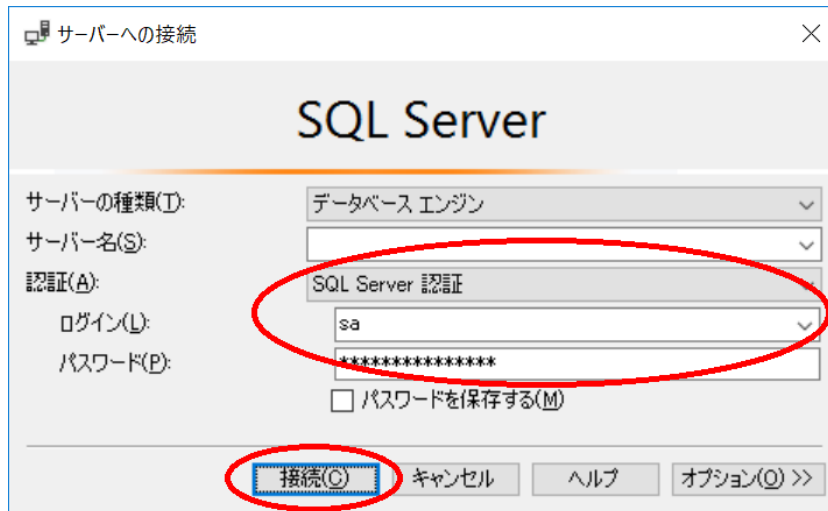 サーバーへの接続
SQL Server
サーバーの種類(T): データベース エンジン
サーバー名(S):
認証(A): SQL Server 認証
ログイン(L): sa
パスワード(P): ***************
パスワードを保存する(M)
接続(C) キャンセル ヘルプ オプション(O) >>